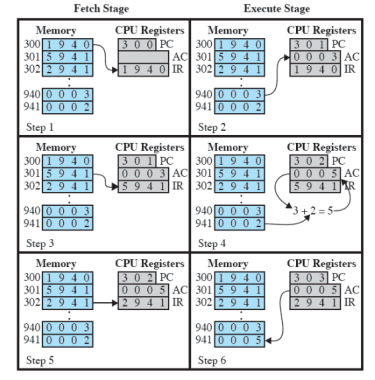 Fetch Stage Execute Stage
Memory CPU Registers Memory CPU Registers
300 1 9 4 0 3 0 0 PC 300 1 9 4 0 3 0 1 PC
301 5 9 4 1 AC 301 5 9 4 1 0 0 0 3 AC
302 2 9 4 1 1 9 4 0 IR 302 2 9 4 1 1 9 4 0 IR
940 0 0 0 3 940 0 0 0 3
941 0 0 0 2 941 0 0 0 2
Step 1 Step 2
Memory CPU Registers Memory CPU Registers
300 1 9 4 0 3 0 1 PC 300 1 9 4 0 3 0 2 PC
301 5 9 4 1 0 0 0 3 AC 301 5 9 4 1 0 0 0 5 AC
302 2 9 4 1 5 9 4 1 IR 302 2 9 4 1 5 9 4 1 IR
940 0 0 0 3 940 0 0 0 3 3 + 2 = 5
941 0 0 0 2 941 0 0 0 2
Step 3 Step 4
Memory CPU Registers Memory CPU Registers
300 1 9 4 0 3 0 2 PC 300 1 9 4 0 3 0 3 PC
301 5 9 4 1 0 0 0 5 AC 301 5 9 4 1 0 0 0 5 AC
302 2 9 4 1 2 9 4 1 IR 302 2 9 4 1 2 9 4 1 IR
940 0 0 0 3 940 0 0 0 3
941 0 0 0 2 941 0 0 0 5
Step 5 Step 6